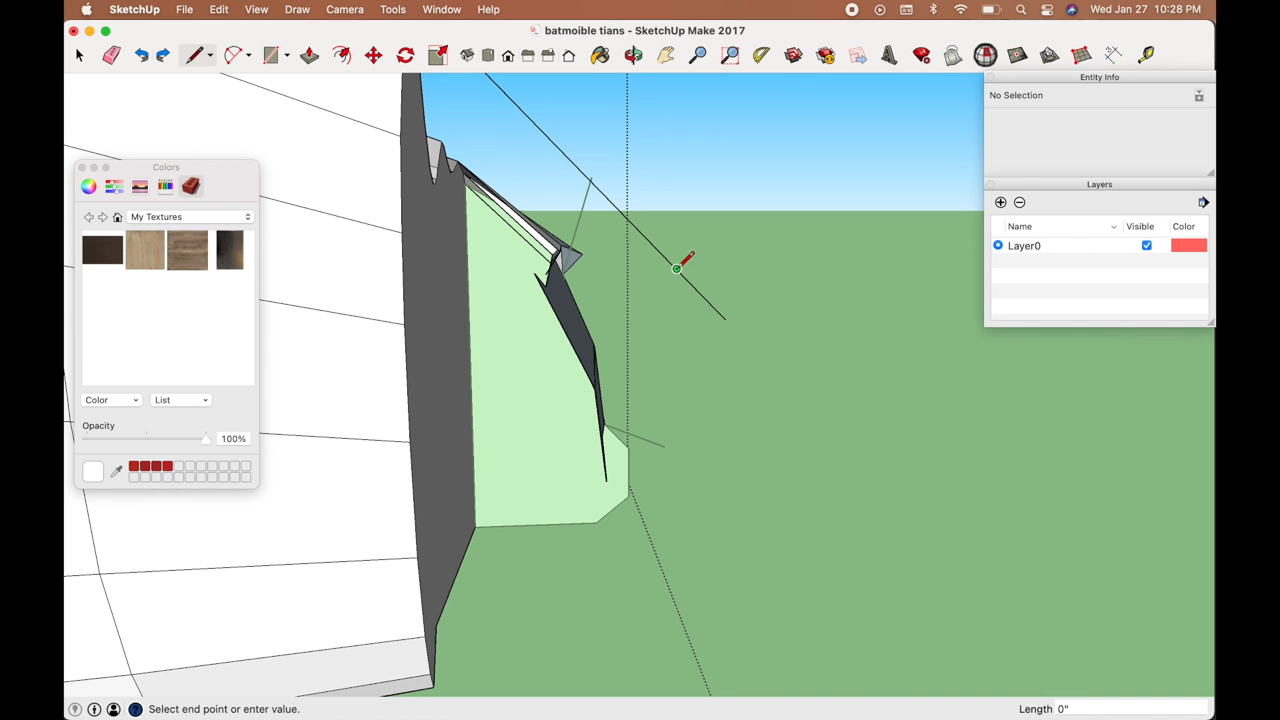 SketchUp File Edit View Draw Camera Tools Window Help Wed Jan 27 10:28 PM
batmoible tians - SketchUp Make 2017
Entity Info
No Selection
Colors
My Textures
Color List
Opacity
100%
Layers
Name Visible Color
Layer0
Select end point or enter value. Length 0"